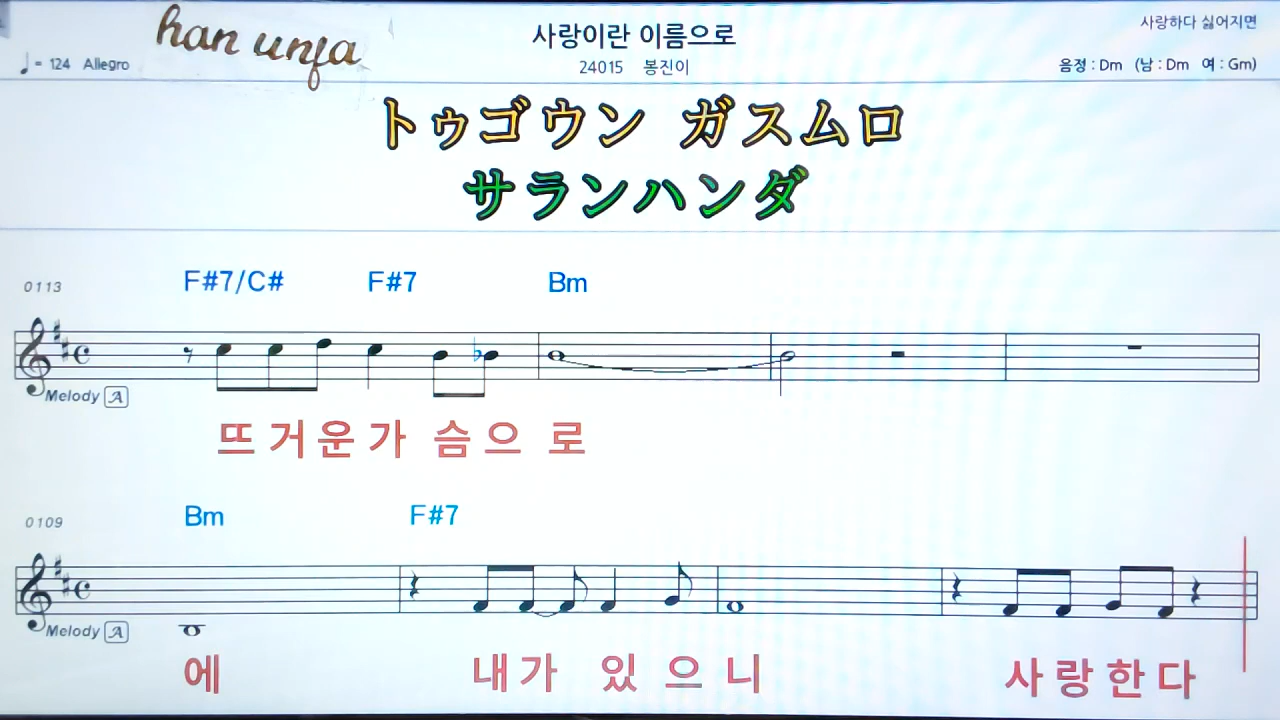 han unja
사랑이란 이름으로
사랑하다 싫어지면
♩ = 124 Allegro
24015 봉진이
음정 : Dm (남 : Dm 여 : Gm)
トゥゴウン ガスムロ
サランハンダ
0113
F#7/C# F#7 Bm
Melody A
뜨거운가 슴으 로
0109
Bm F#7
Melody A
에 내가 있으니 사랑한다